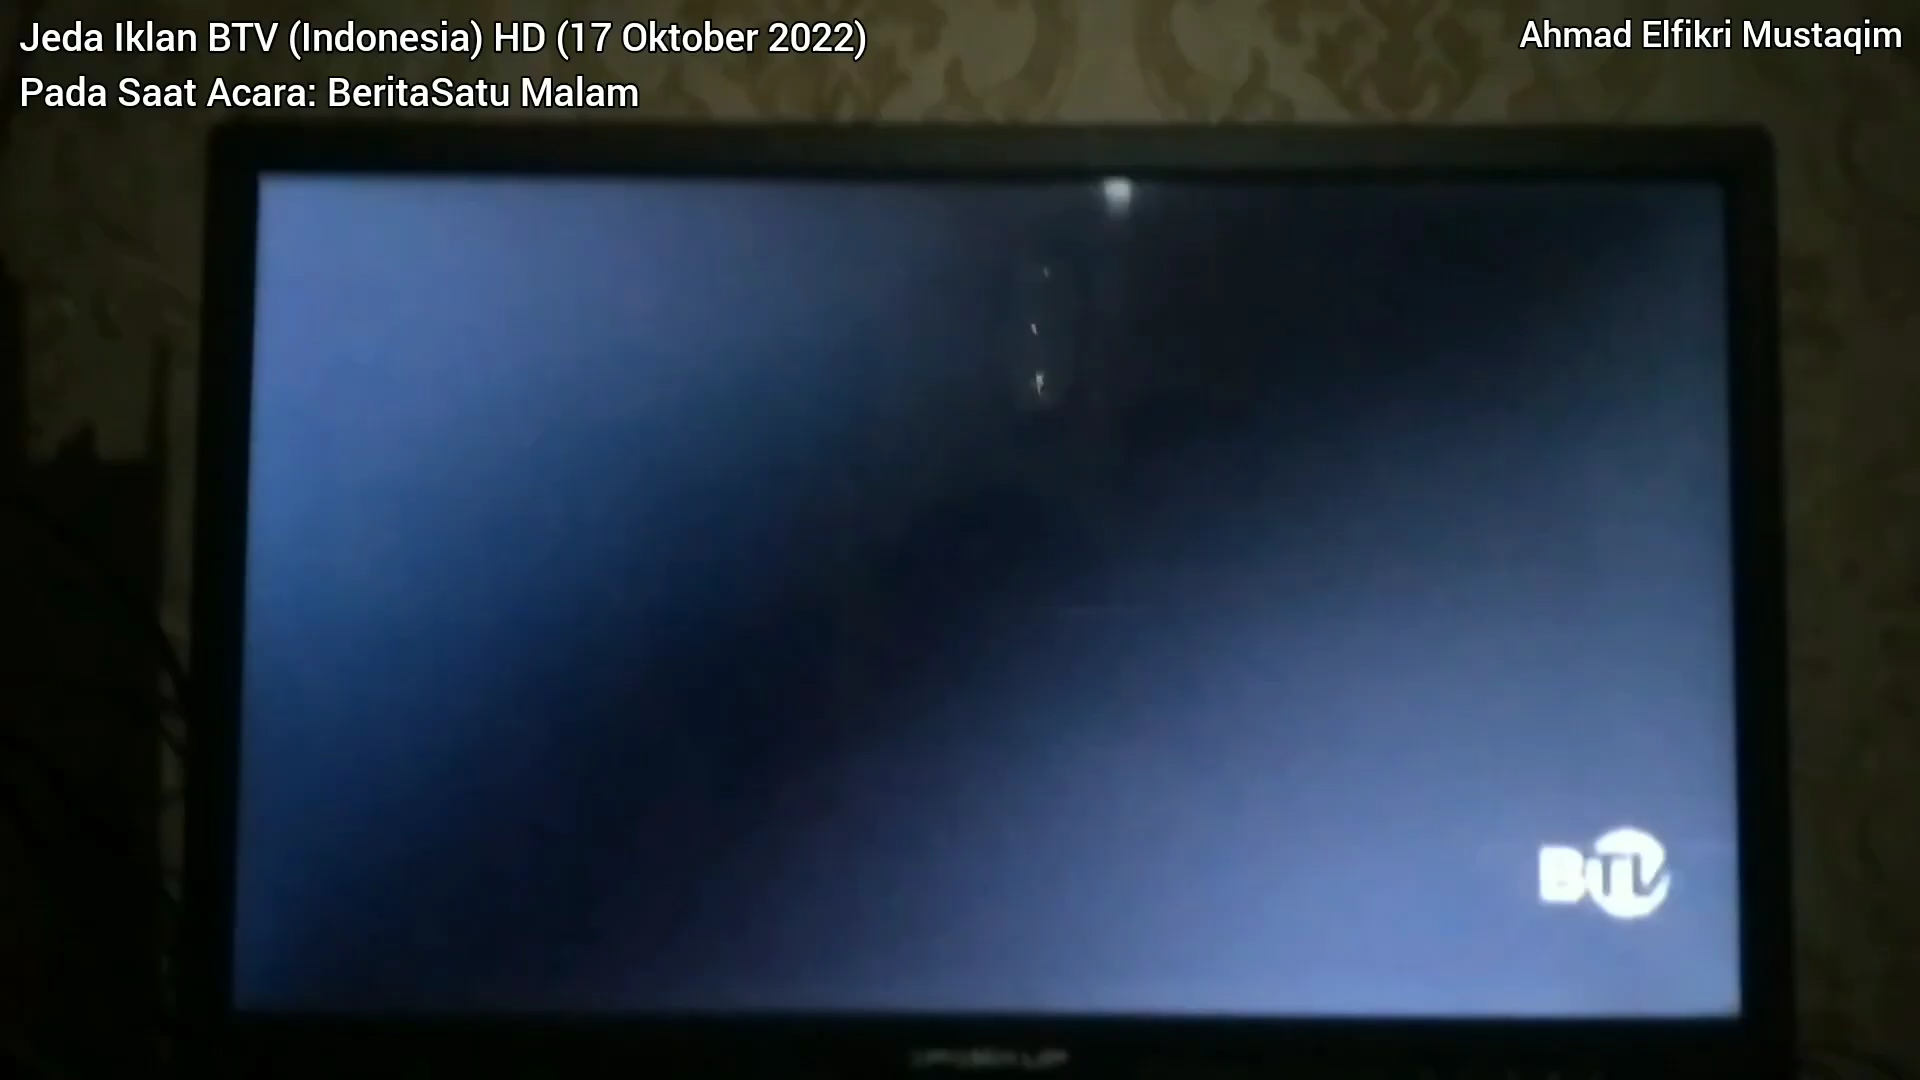 Jeda Iklan BTV (Indonesia) HD (17 Oktober 2022)
Ahmad Elfikri Mustaqim
Pada Saat Acara: BeritaSatu Malam
BTV